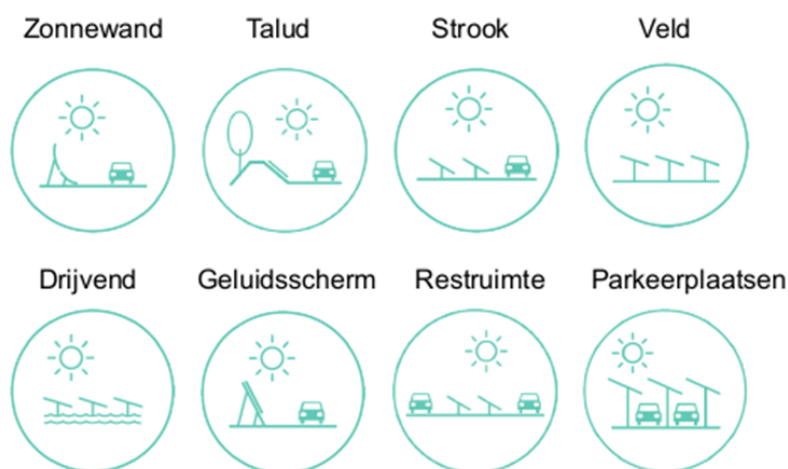 Zonnewand Talud Strook Veld
Drijvend Geluidsscherm Restruimte Parkeerplaatsen